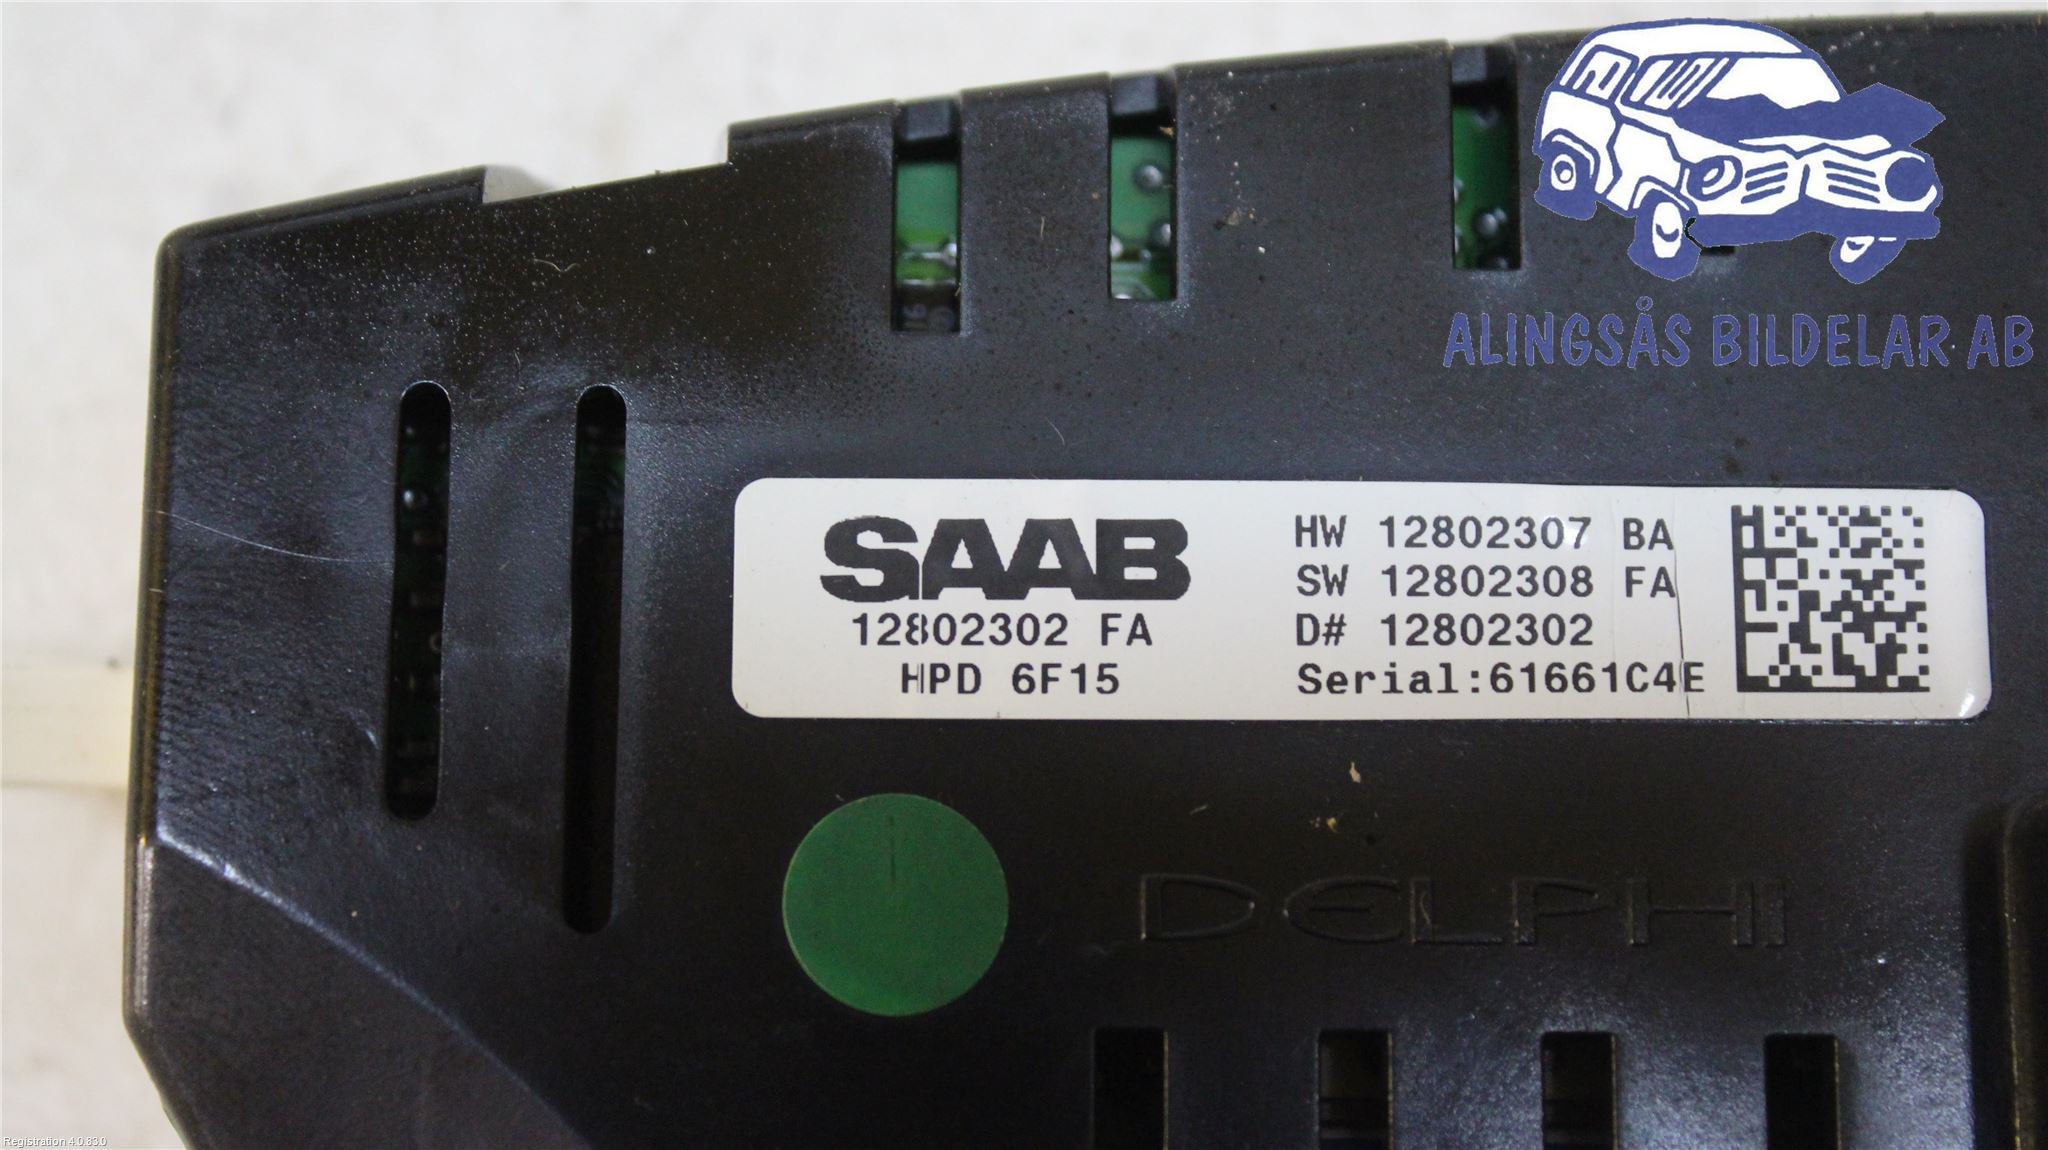 ALINGSÅS BILDELAR AB
SAAB
12802302 FA
HPD 6F15
HW 12802307 BA
SW 12802308 FA
D# 12802302
Serial:61661C4E
DELPHI
Registration 4.0.83.0